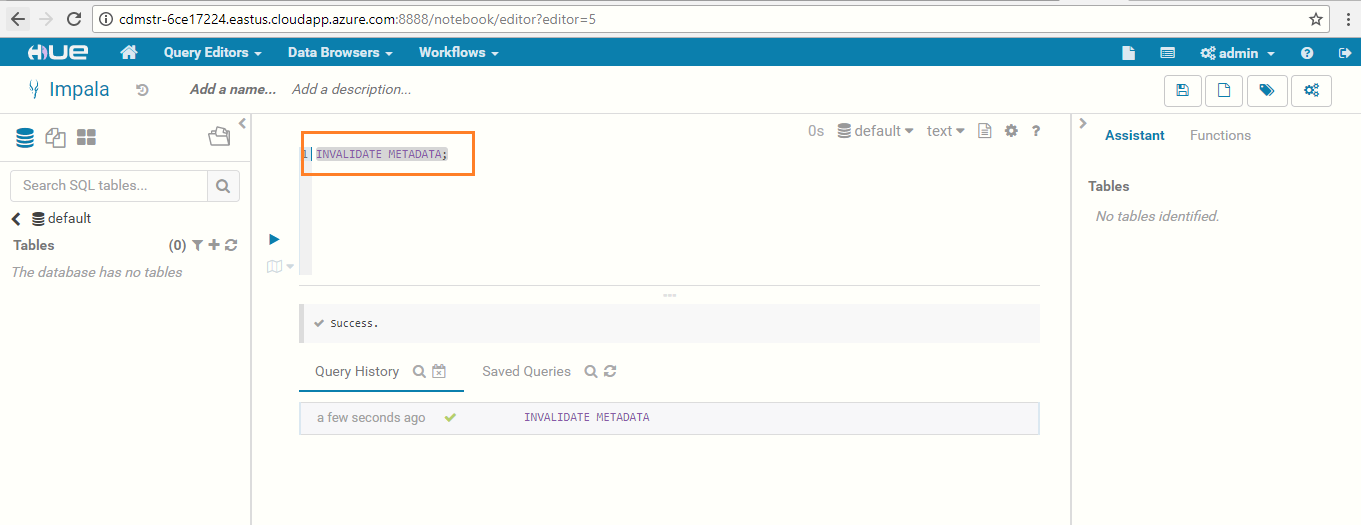 cdmstr-6ce17224.eastus.cloudapp.azure.com:8888/notebook/editor?editor=5
HUE Query Editors Data Browsers Workflows admin ?
Impala Add a name... Add a description...
0s default text ?
Assistant Functions
1 INVALIDATE METADATA;
Search SQL tables...
Tables
default
No tables identified.
Tables (0)
The database has no tables
Success.
Query History Saved Queries
a few seconds ago INVALIDATE METADATA